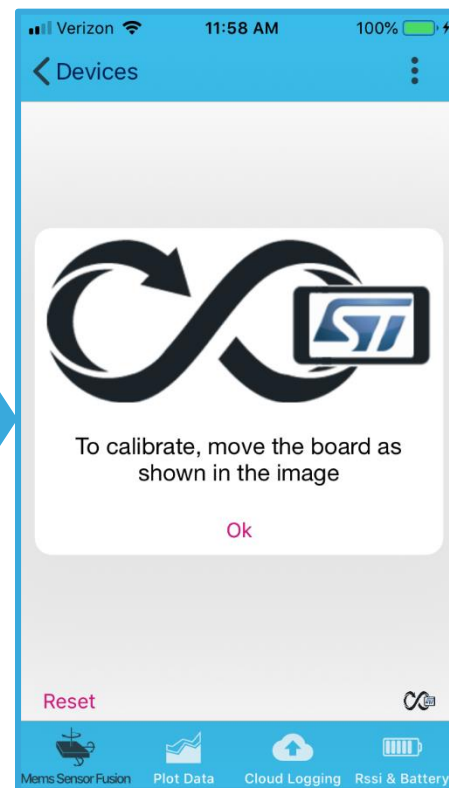 Verizon 11:58 AM 100%
Devices
ST
To calibrate, move the board as
shown in the image
Ok
Reset
Mems Sensor Fusion Plot Data Cloud Logging Rssi & Battery